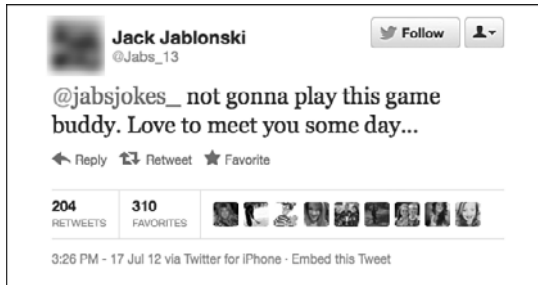 Jack Jablonski
Follow
@Jabs_13
@jabsjokes_ not gonna play this game
buddy. Love to meet you some day...
Reply Retweet Favorite
204 310
RETWEETS FAVORITES
3:26 PM - 17 Jul 12 via Twitter for iPhone · Embed this Tweet